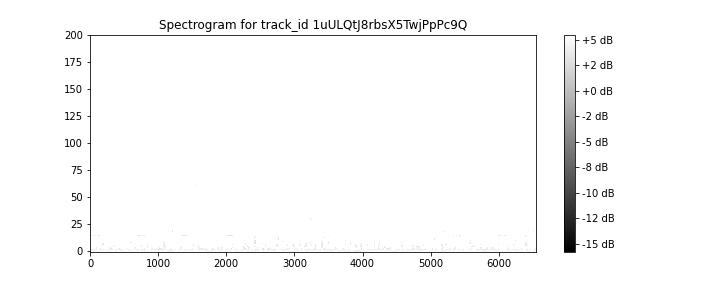 Spectrogram for track_id 1uULQtJ8rbsX5TwjPpPc9Q
200
175
150
125
100
75
50
25
0
0 1000 2000 3000 4000 5000 6000
+5 dB
+2 dB
+0 dB
-2 dB
-5 dB
-8 dB
-10 dB
-12 dB
-15 dB